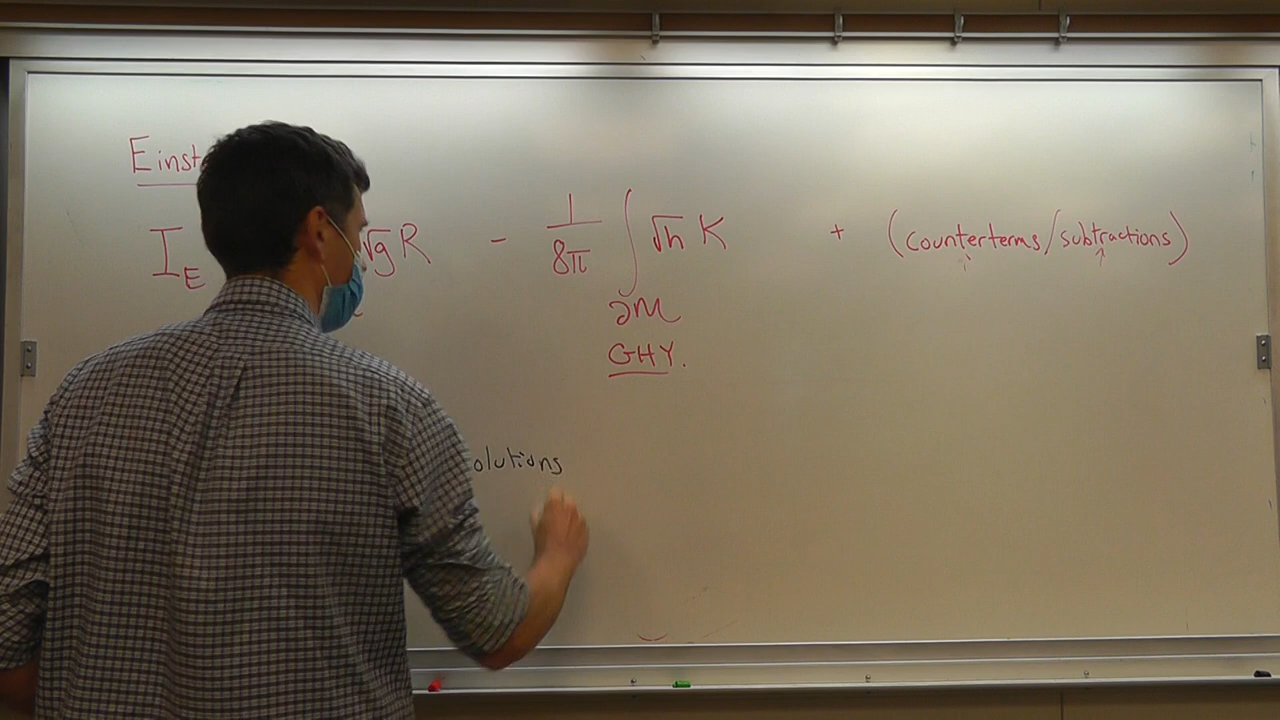 Einst
I_E √g R - 1/8π ∫_∂M √h K + (counterterms/subtractions)
GHY.
olutions